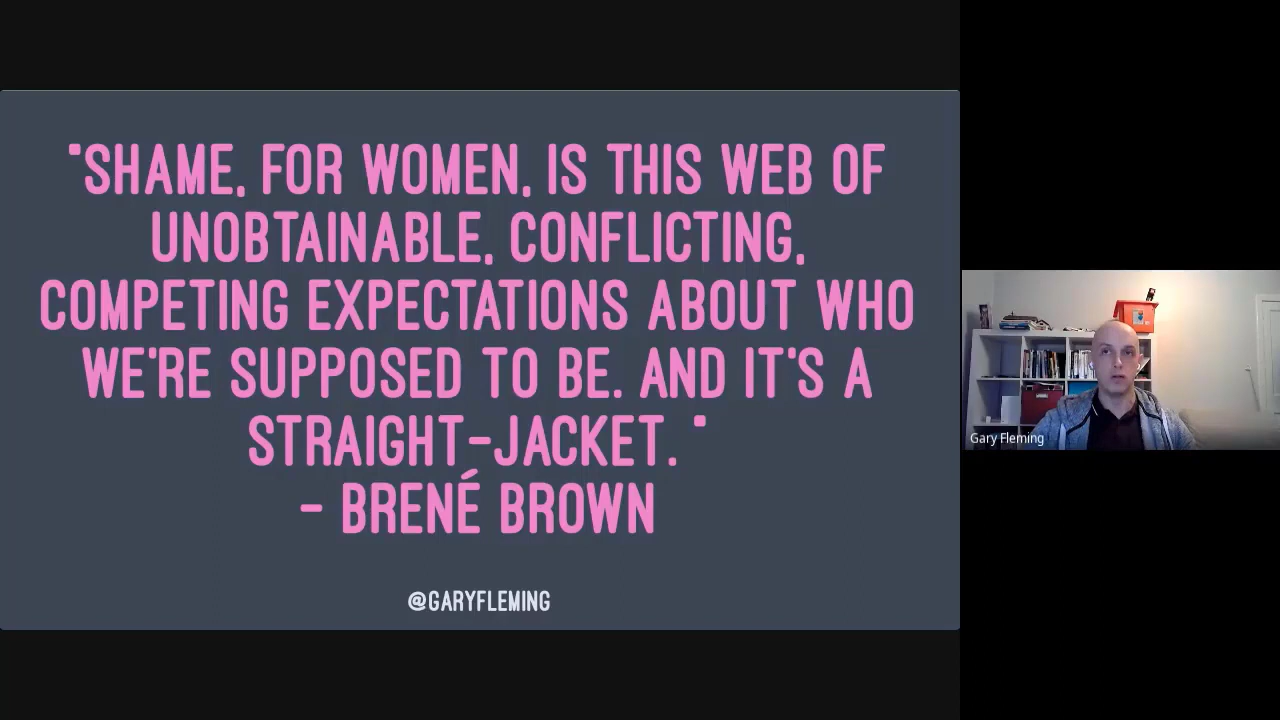 "SHAME, FOR WOMEN, IS THIS WEB OF
UNOBTAINABLE, CONFLICTING,
COMPETING EXPECTATIONS ABOUT WHO
WE'RE SUPPOSED TO BE. AND IT'S A
STRAIGHT-JACKET. "
- BRENÉ BROWN
@GARYFLEMING
Gary Fleming